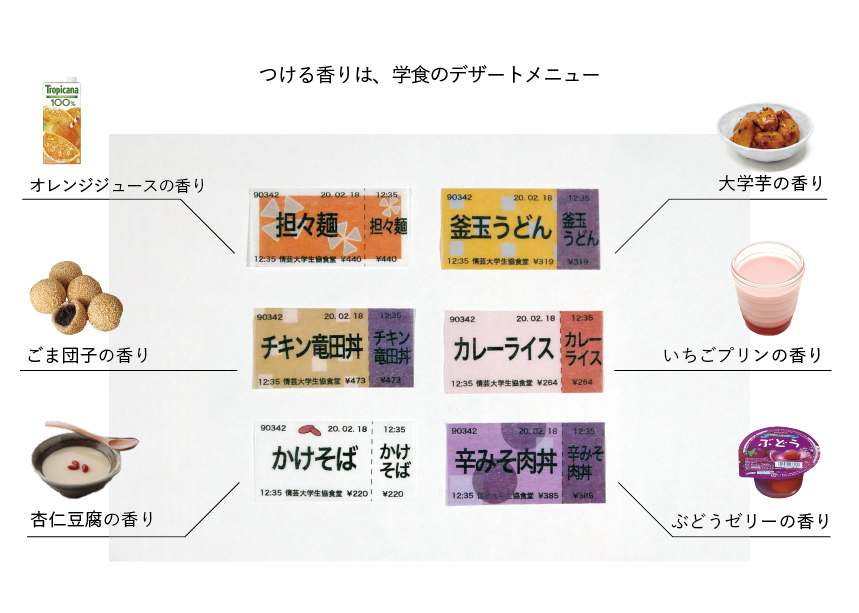 つける香りは、学食のデザートメニュー
Tropicana
100%
オレンジジュースの香り
大学芋の香り
90342 20.02.18 12:35
担々麺 担々麺
12:35 情芸大学生協食堂 ¥440 ¥440
90342 20.02.18 12:35
釜玉うどん 釜玉
うどん
12:35 情芸大学生協食堂 ¥319 ¥319
ごま団子の香り
いちごプリンの香り
90342 20.02.18 12:35
チキン竜田丼 チキン
竜田丼
12:35 情芸大学生協食堂 ¥473 ¥473
90342 20.02.18 12:35
カレーライス カレー
ライス
12:35 情芸大学生協食堂 ¥264 ¥264
杏仁豆腐の香り
ぶどう
ぶどうゼリーの香り
90342 20.02.18 12:35
かけそば かけ
そば
12:35 情芸大学生協食堂 ¥220 ¥220
90342 20.02.18 12:35
辛みそ肉丼 辛みそ
肉丼
12:35 情芸大学生協食堂 ¥385 ¥385